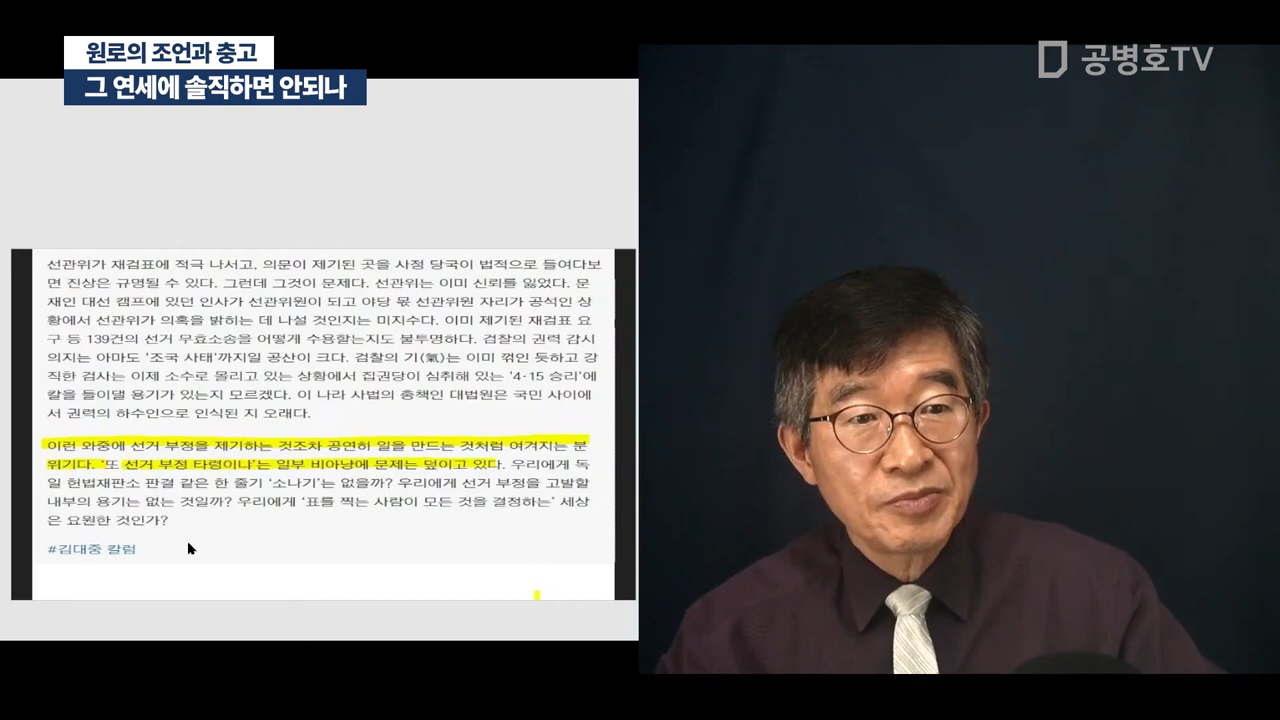 원로의 조언과 충고
그 연세에 솔직하면 안되나
공병호TV
선관위가 재검표에 적극 나서고, 의문이 제기된 곳을 사정 당국이 법적으로 들여다보
면 진상은 규명될 수 있다. 그런데 그것이 문제다. 선관위는 이미 신뢰를 잃었다. 문
재인 대선 캠프에 있던 인사가 선관위원이 되고 야당 몫 선관위원 자리가 공석인 상
황에서 선관위가 의혹을 밝히는 데 나설 것인지는 미지수다. 이미 제기된 재검표 요
구 등 139건의 선거 무효소송을 어떻게 수용할는지도 불투명하다. 검찰의 권력 감시
의지는 아마도 '조국 사태'까지일 공산이 크다. 검찰의 기(氣)는 이미 꺾인 듯하고 강
직한 검사는 이제 소수로 몰리고 있는 상황에서 집권당이 심취해 있는 '4·15 승리'에
칼을 들이댈 용기가 있는지 모르겠다. 이 나라 사법의 총책인 대법원은 국민 사이에
서 권력의 하수인으로 인식된 지 오래다.
이런 와중에 선거 부정을 제기하는 것조차 공연히 일을 만드는 것처럼 여겨지는 분
위기다. '또 선거 부정 타령이냐'는 일부 비아냥에 문제는 덮이고 있다. 우리에게 독
일 헌법재판소 판결 같은 한 줄기 '소나기'는 없을까? 우리에게 선거 부정을 고발할
내부의 용기는 없는 것일까? 우리에게 '표를 찍는 사람이 모든 것을 결정하는' 세상
은 요원한 것인가?
#김대중 칼럼